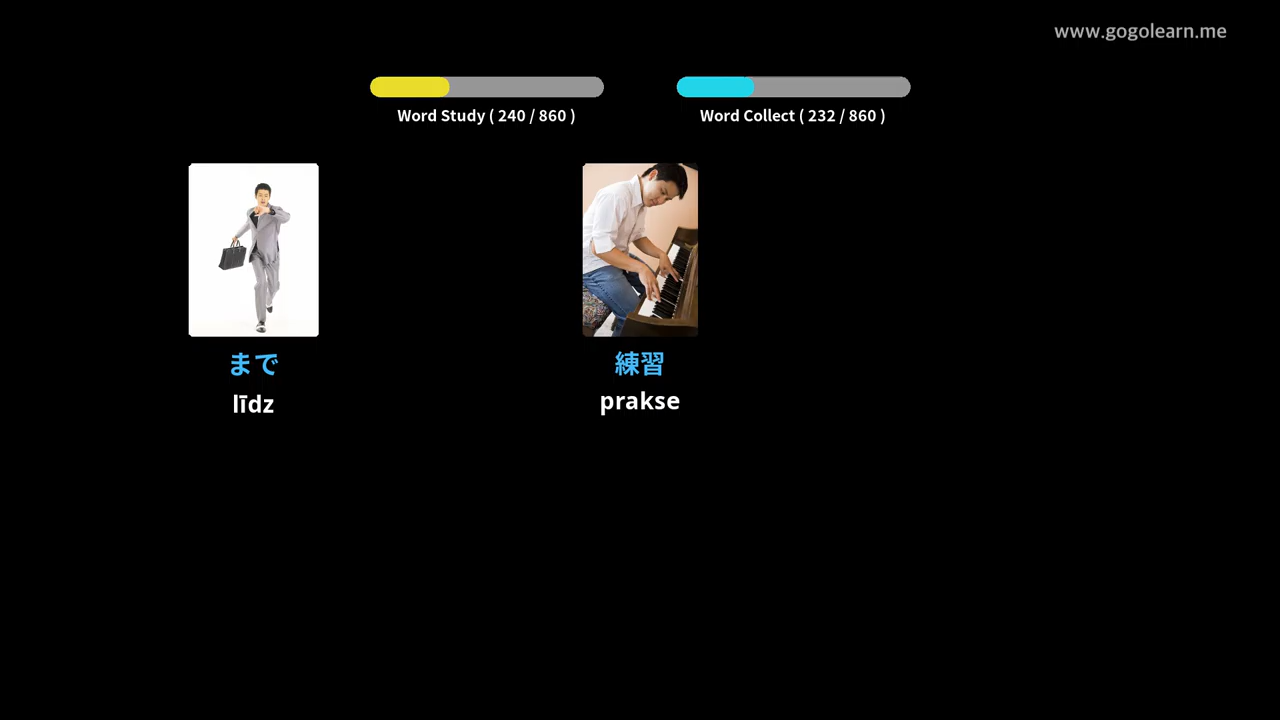 www.gogolearn.me
Word Study ( 240 / 860 )
Word Collect ( 232 / 860 )
まで
līdz
練習
prakse